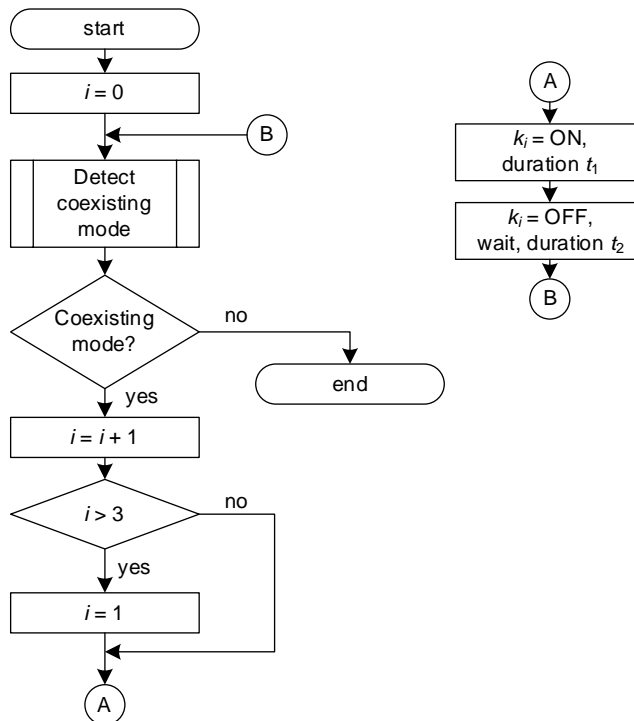 start
i = 0
B
Detect
coexisting
mode
Coexisting
mode?
no
end
yes
i = i + 1
i > 3
no
yes
i = 1
A
A
kᵢ = ON,
duration t₁
kᵢ = OFF,
wait, duration t₂
B